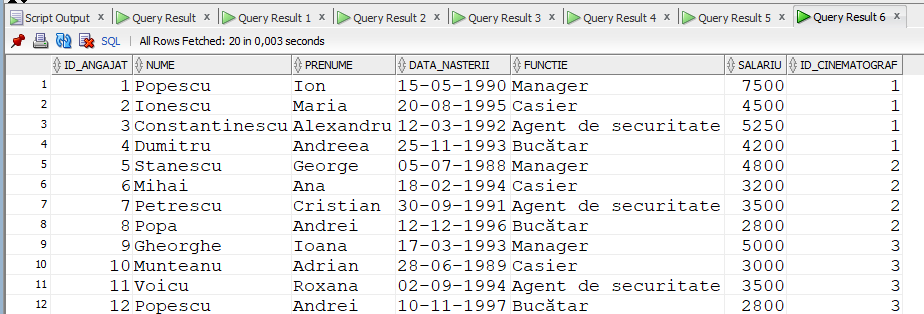 Script Output x Query Result x Query Result 1 x Query Result 2 x Query Result 3 x Query Result 4 x Query Result 5 x Query Result 6 x
SQL | All Rows Fetched: 20 in 0,003 seconds
ID_ANGAJAT NUME PRENUME DATA_NASTERII FUNCTIE SALARIU ID_CINEMATOGRAF
1 1 Popescu Ion 15-05-1990 Manager 7500 1
2 2 Ionescu Maria 20-08-1995 Casier 4500 1
3 3 Constantinescu Alexandru 12-03-1992 Agent de securitate 5250 1
4 4 Dumitru Andreea 25-11-1993 Bucătar 4200 1
5 5 Stanescu George 05-07-1988 Manager 4800 2
6 6 Mihai Ana 18-02-1994 Casier 3200 2
7 7 Petrescu Cristian 30-09-1991 Agent de securitate 3500 2
8 8 Popa Andrei 12-12-1996 Bucătar 2800 2
9 9 Gheorghe Ioana 17-03-1993 Manager 5000 3
10 10 Munteanu Adrian 28-06-1989 Casier 3000 3
11 11 Voicu Roxana 02-09-1994 Agent de securitate 3500 3
12 12 Popescu Andrei 10-11-1997 Bucătar 2800 3